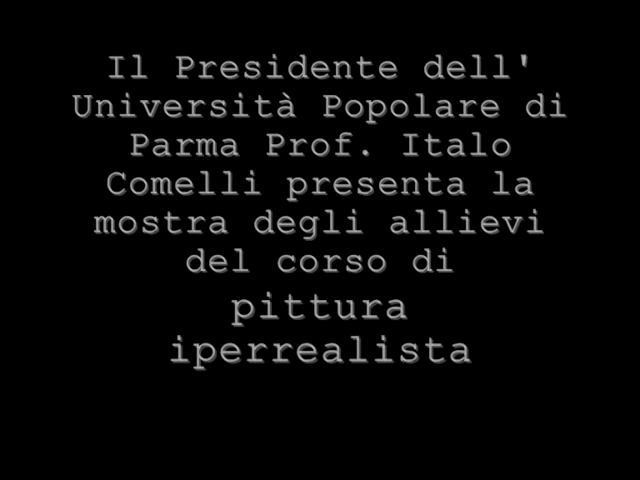 Il Presidente dell'
Università Popolare di
Parma Prof. Italo
Comelli presenta la
mostra degli allievi
del corso di
pittura
iperrealista